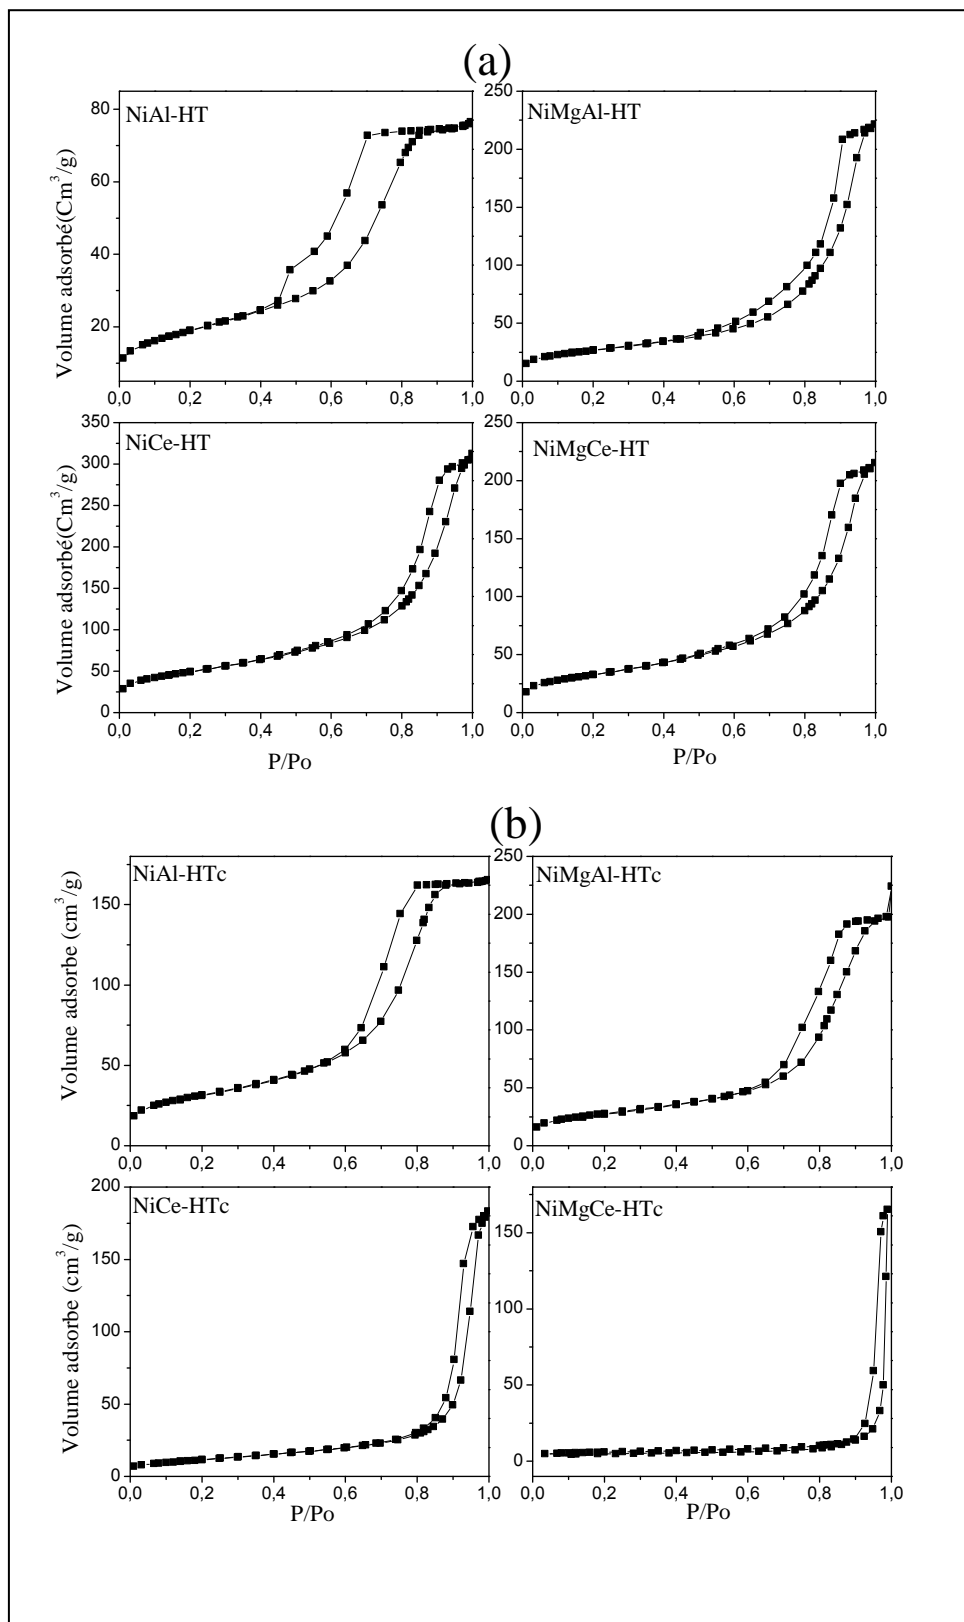 (a)
NiAl-HT
NiMgAl-HT
Volume adsorbé(Cm³/g)
80
60
40
20
0,0 0,2 0,4 0,6 0,8 1,0
250
200
150
100
50
0
0,0 0,2 0,4 0,6 0,8 1,0
NiCe-HT
NiMgCe-HT
Volume adsorbé(Cm³/g)
350
300
250
200
150
100
50
0
0,0 0,2 0,4 0,6 0,8 1,0
250
200
150
100
50
0
0,0 0,2 0,4 0,6 0,8 1,0
P/Po
P/Po
(b)
NiAl-HTc
NiMgAl-HTc
Volume adsorbe (cm³/g)
150
100
50
0
0,0 0,2 0,4 0,6 0,8 1,0
250
200
150
100
50
0
0,0 0,2 0,4 0,6 0,8 1,0
NiCe-HTc
NiMgCe-HTc
Volume adsorbe (cm³/g)
200
150
100
50
0
0,0 0,2 0,4 0,6 0,8 1,0
150
100
50
0
0,0 0,2 0,4 0,6 0,8 1,0
P/Po
P/Po